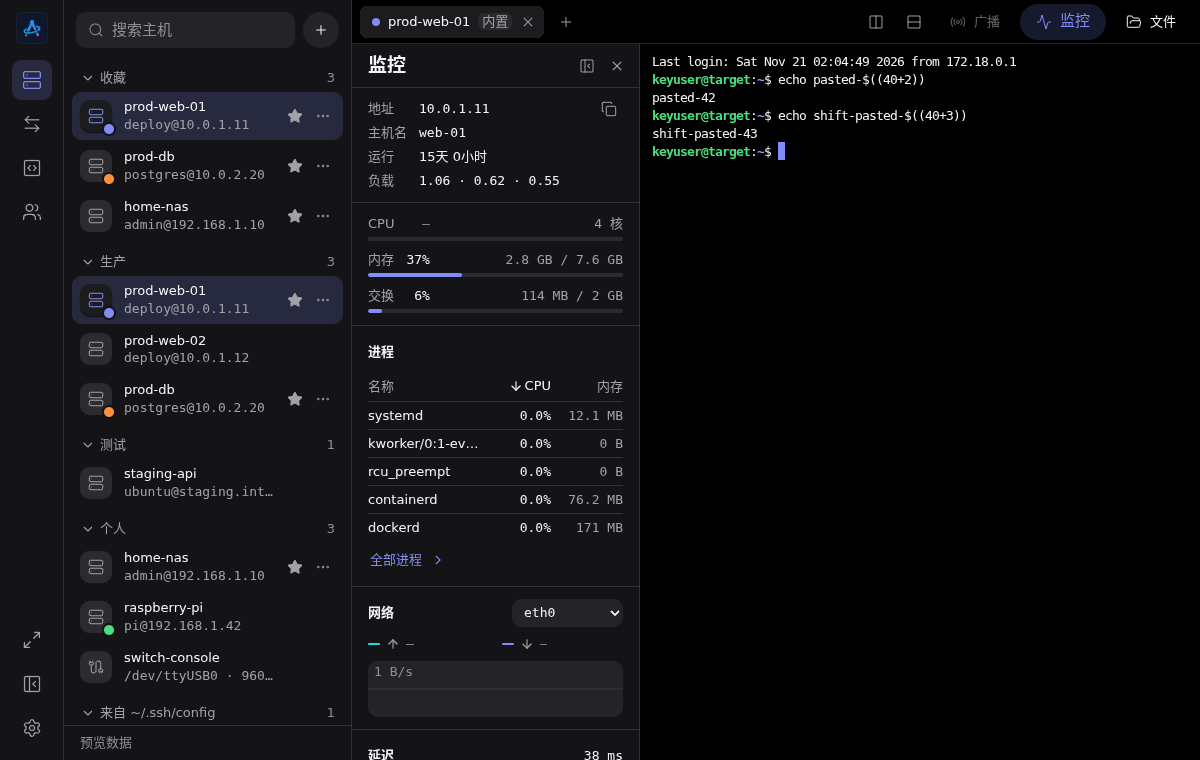 搜索主机
收藏 3
prod-web-01
deploy@10.0.1.11
prod-db
postgres@10.0.2.20
home-nas
admin@192.168.1.10
生产 3
prod-web-01
deploy@10.0.1.11
prod-web-02
deploy@10.0.1.12
prod-db
postgres@10.0.2.20
测试 1
staging-api
ubuntu@staging.int…
个人 3
home-nas
admin@192.168.1.10
raspberry-pi
pi@192.168.1.42
switch-console
/dev/ttyUSB0 · 960…
来自 ~/.ssh/config 1
预览数据
prod-web-01 内置
广播 监控 文件
监控
地址 10.0.1.11
主机名 web-01
运行 15天 0小时
负载 1.06 · 0.62 · 0.55
CPU — 4 核
内存 37% 2.8 GB / 7.6 GB
交换 6% 114 MB / 2 GB
进程
名称 CPU 内存
systemd 0.0% 12.1 MB
kworker/0:1-ev… 0.0% 0 B
rcu_preempt 0.0% 0 B
containerd 0.0% 76.2 MB
dockerd 0.0% 171 MB
全部进程
网络 eth0
↑ — ↓ —
1 B/s
延迟 38 ms
Last login: Sat Nov 21 02:04:49 2026 from 172.18.0.1
keyuser@target:~$ echo pasted-$((40+2))
pasted-42
keyuser@target:~$ echo shift-pasted-$((40+3))
shift-pasted-43
keyuser@target:~$